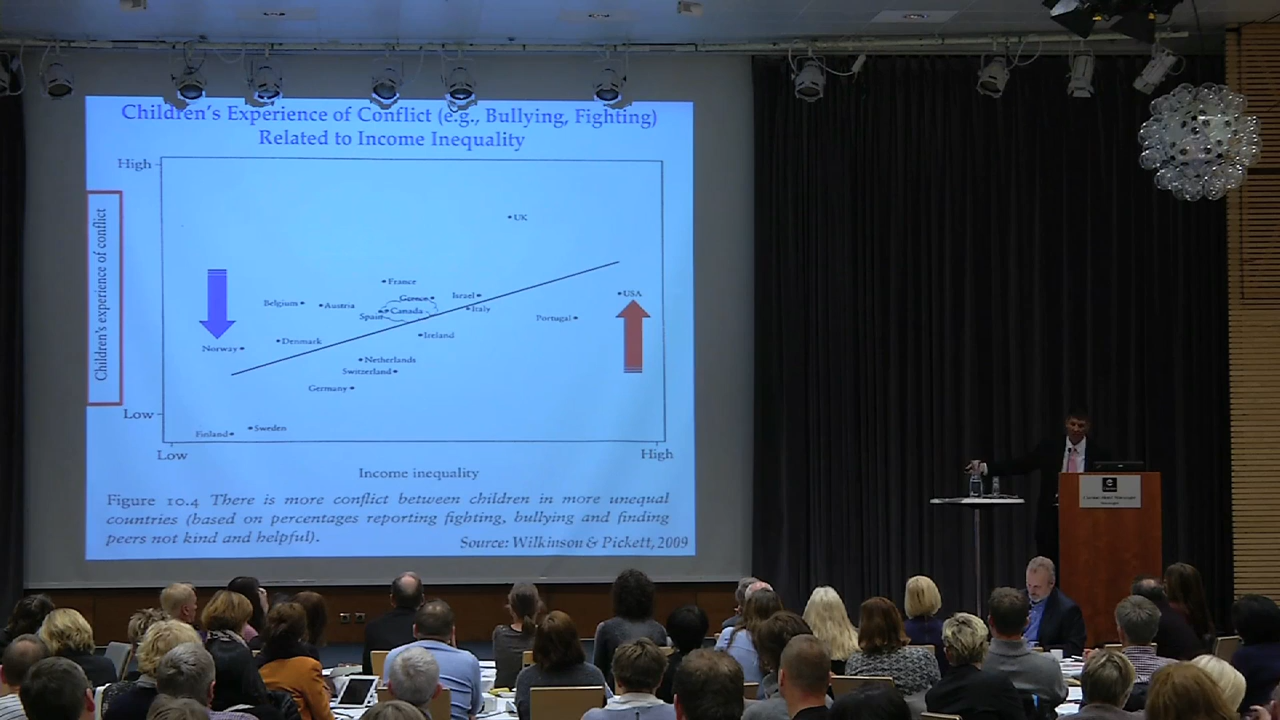 Children's Experience of Conflict (e.g., Bullying, Fighting)
Related to Income Inequality
High
Children's experience of conflict
UK
France
Belgium
Austria
Greece
Israel
USA
Spain
Canada
Italy
Portugal
Norway
Denmark
Ireland
Netherlands
Switzerland
Germany
Low
Finland
Sweden
Low
High
Income inequality
Figure 10.4 There is more conflict between children in more unequal
countries (based on percentages reporting fighting, bullying and finding
peers not kind and helpful).
Source: Wilkinson & Pickett, 2009